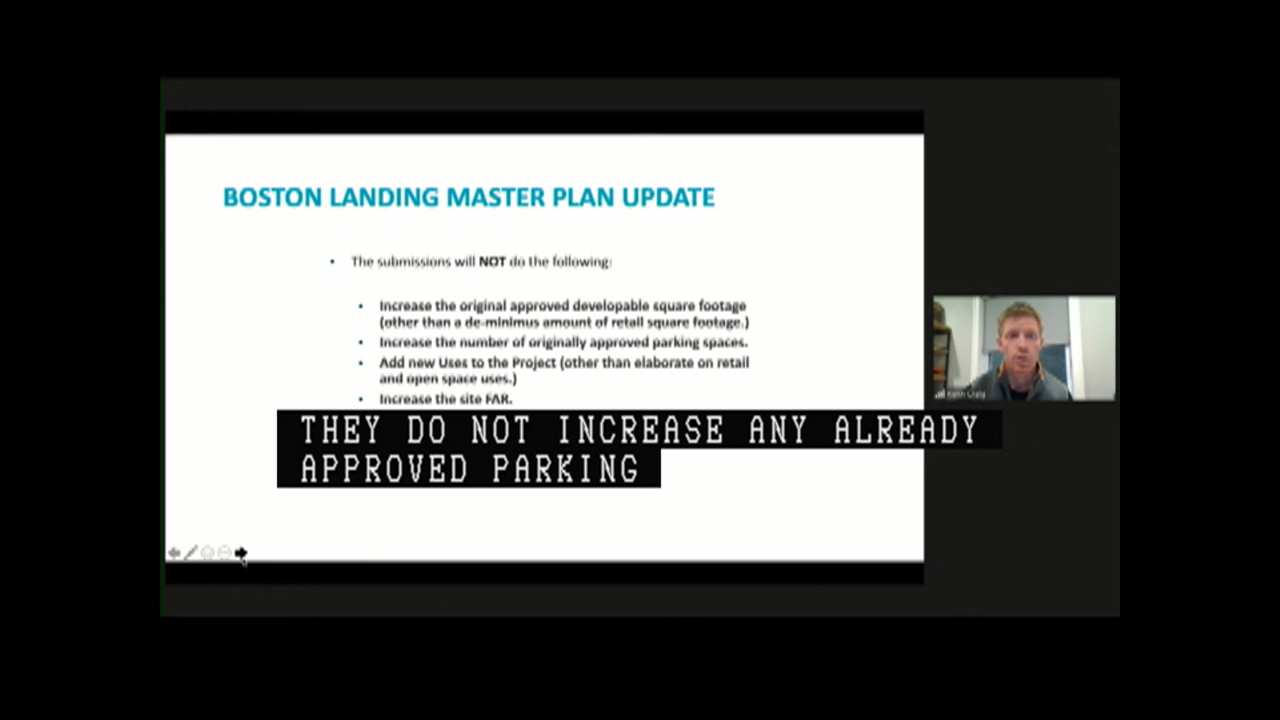 BOSTON LANDING MASTER PLAN UPDATE
• The submissions will NOT do the following:
• Increase the original approved developable square footage
(other than a de-minimus amount of retail square footage.)
• Increase the number of originally approved parking spaces.
• Add new Uses to the Project (other than elaborate on retail
and open space uses.)
• Increase the site FAR.
THEY DO NOT INCREASE ANY ALREADY
APPROVED PARKING
Keith Craig